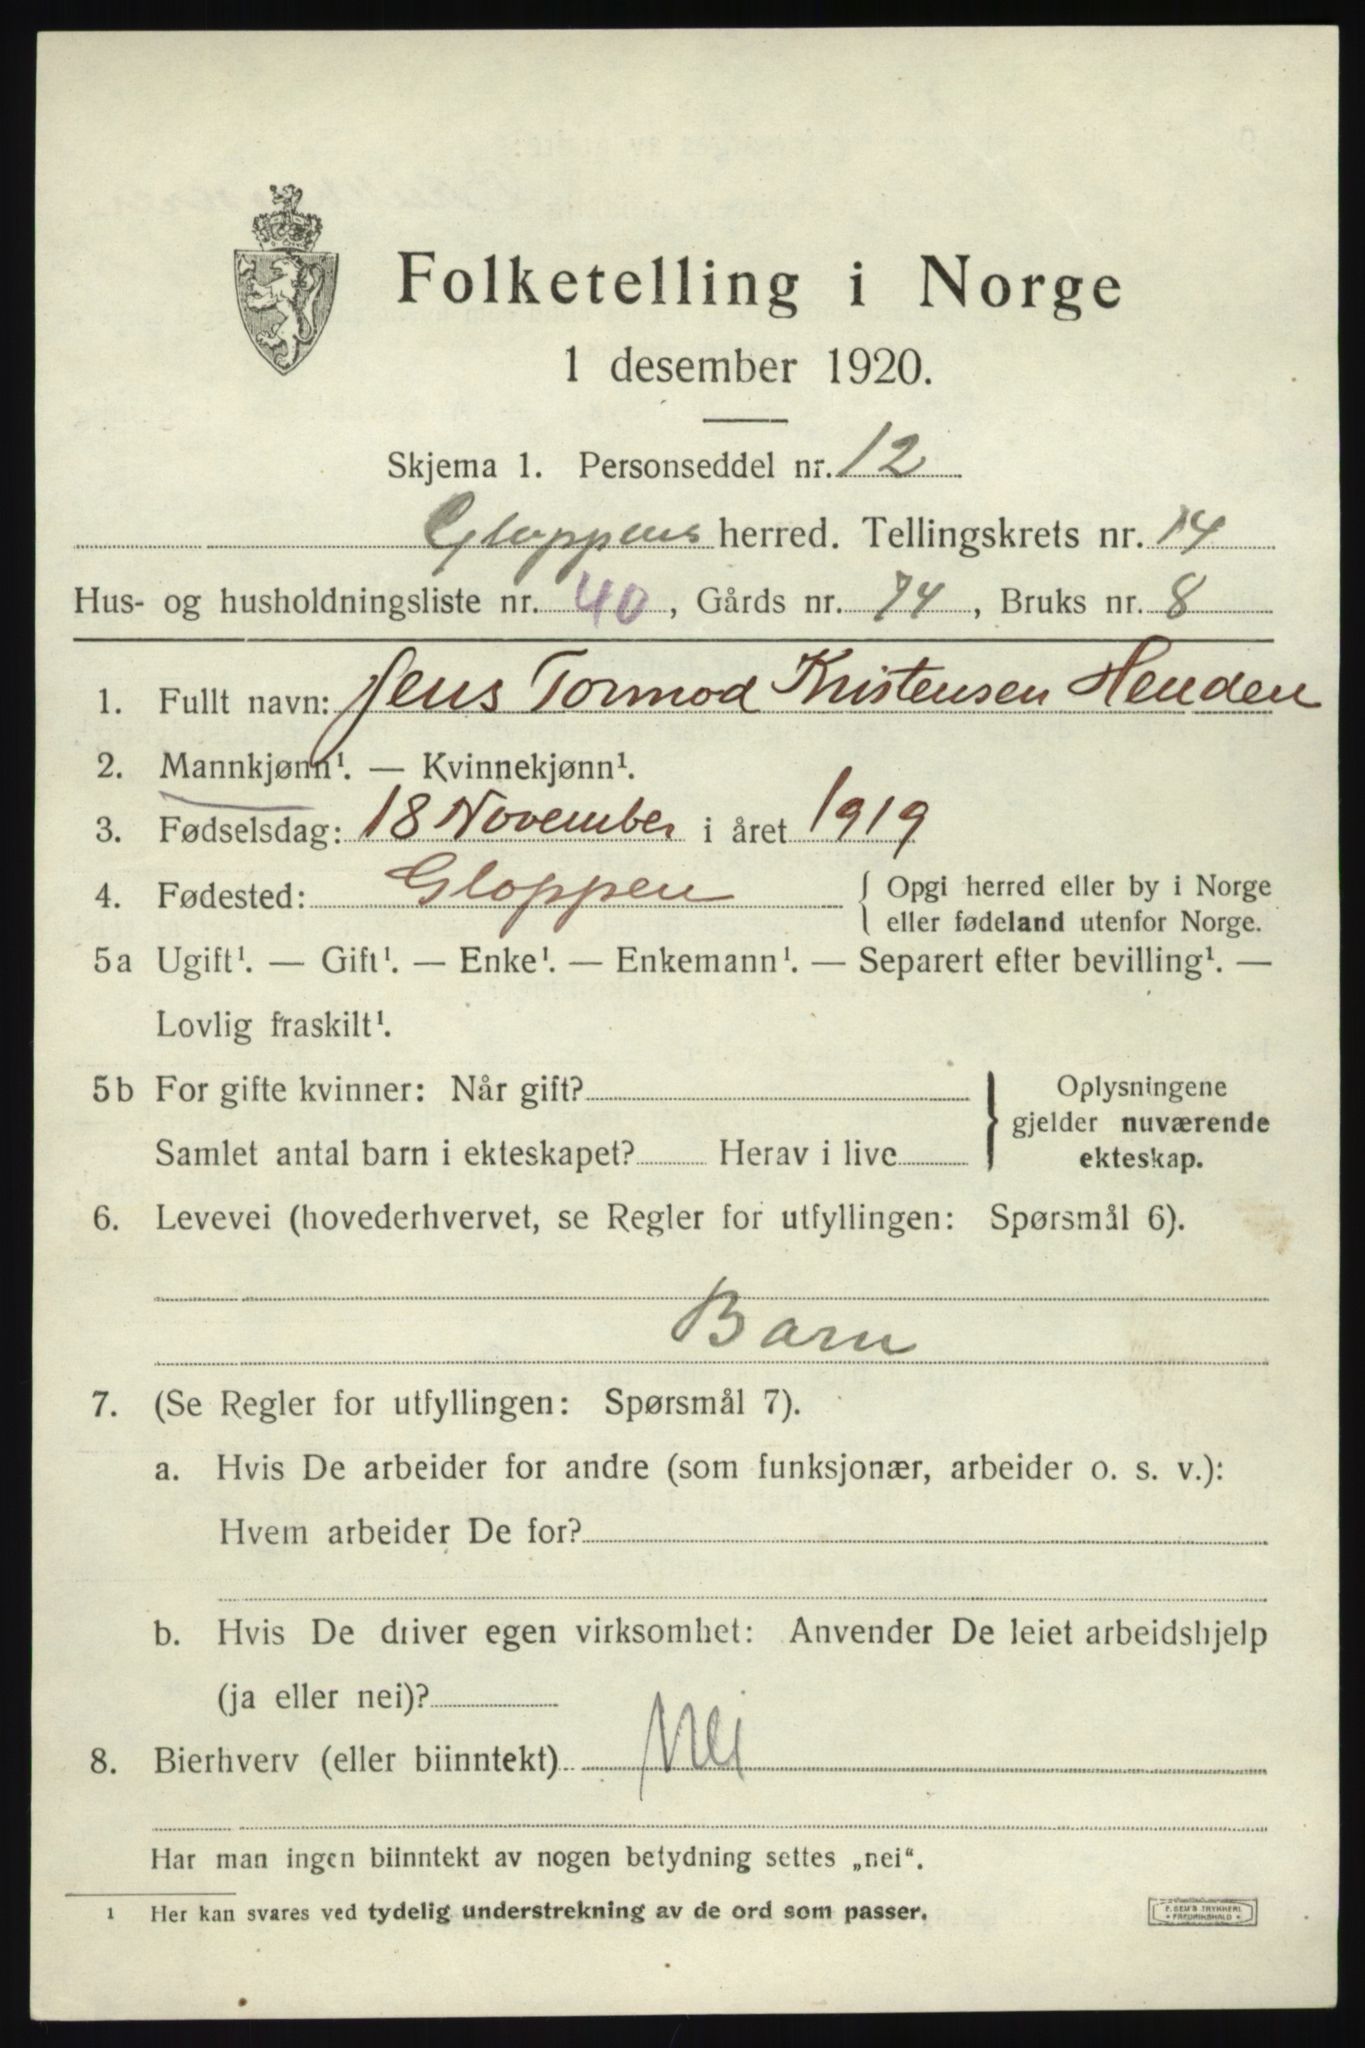 Folketelling i Norge
1 desember 1920.
Skjema 1. Personseddel nr. 12
Gloppens herred. Tellingskrets nr. 14
Hus- og husholdningsliste nr. 40, Gårds nr. 74, Bruks nr. 8
1. Fullt navn: Jens Tormod Kristensen Henden
2. Mannkjønn¹. — Kvinnekjønn¹.
3. Fødselsdag: 18 November i året 1919
4. Fødested: Gloppen { Opgi herred eller by i Norge
eller fødeland utenfor Norge.
5a Ugift¹. — Gift¹. — Enke¹. — Enkemann¹. — Separert efter bevilling¹. —
Lovlig fraskilt¹.
5b For gifte kvinner: Når gift? } Oplysningene
gjelder nuværende
Samlet antal barn i ekteskapet? Herav i live ekteskap.
6. Levevei (hovederhvervet, se Regler for utfyllingen: Spørsmål 6).
Barn
7. (Se Regler for utfyllingen: Spørsmål 7).
a. Hvis De arbeider for andre (som funksjonær, arbeider o. s. v.):
Hvem arbeider De for?
b. Hvis De driver egen virksomhet: Anvender De leiet arbeidshjelp
(ja eller nei)?
8. Bierhverv (eller biinntekt) Nei
Har man ingen biinntekt av nogen betydning settes „nei“.
¹ Her kan svares ved tydelig understrekning av de ord som passer.
F. SEM'S TRYKKERI
• FREDRIKSHALD •